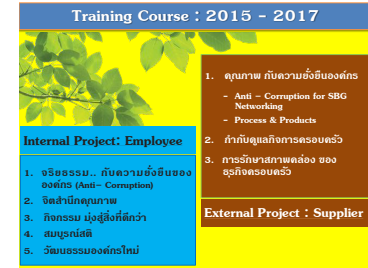 Training Course : 2015 - 2017
1. คุณภาพ กับความยั่งยืนองค์กร
- Anti - Corruption for SBG
Networking
- Process & Products
2. กำกับดูแลกิจการครอบครัว
3. การรักษาสภาพคล่อง ของ
ธุรกิจครอบครัว
External Project : Supplier
Internal Project: Employee
1. จริยธรรม.. กับความยั่งยืนของ
องค์กร (Anti- Corruption)
2. จิตสำนึกคุณภาพ
3. กิจกรรม มุ่งสู่สิ่งที่ดีกว่า
4. สมบูรณ์สติ
5. วัฒนธรรมองค์กรใหม่